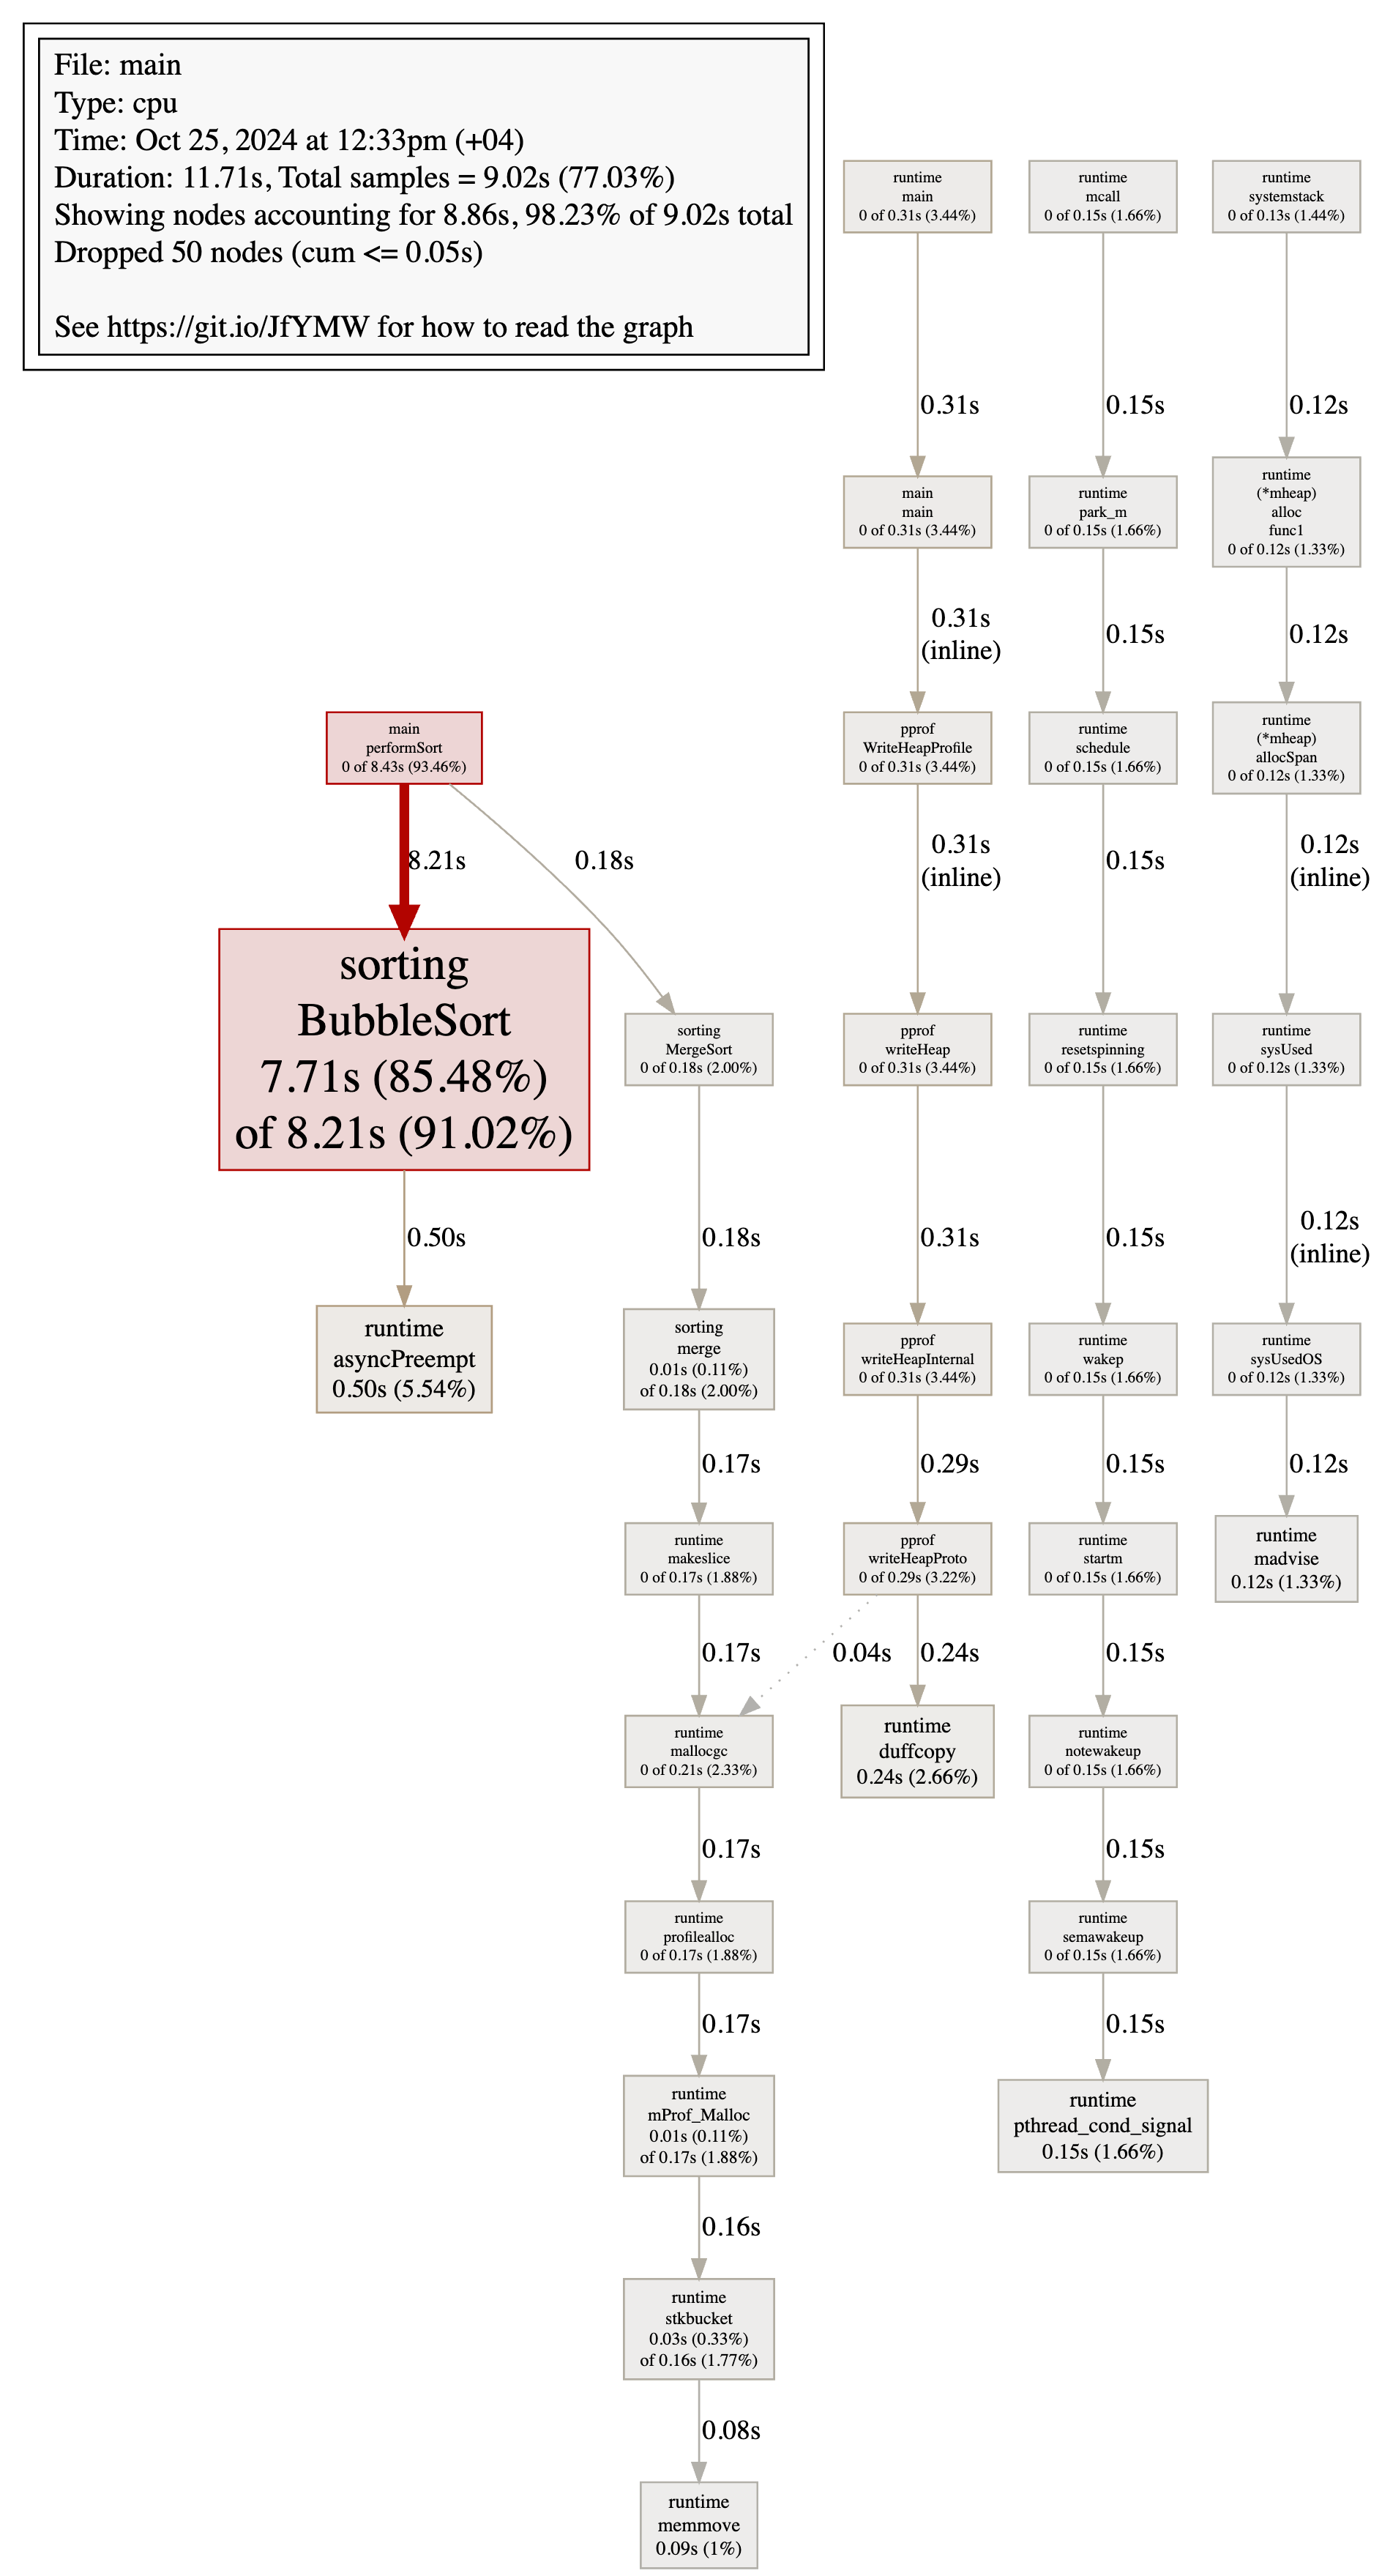 File: main
Type: cpu
Time: Oct 25, 2024 at 12:33pm (+04)
Duration: 11.71s, Total samples = 9.02s (77.03%)
Showing nodes accounting for 8.86s, 98.23% of 9.02s total
Dropped 50 nodes (cum <= 0.05s)
See https://git.io/JfYMW for how to read the graph
runtime
main
0 of 0.31s (3.44%)
runtime
mcall
0 of 0.15s (1.66%)
runtime
systemstack
0 of 0.13s (1.44%)
0.31s
0.15s
0.12s
main
main
0 of 0.31s (3.44%)
runtime
park_m
0 of 0.15s (1.66%)
runtime
(*mheap)
alloc
func1
0 of 0.12s (1.33%)
0.31s
(inline)
0.15s
0.12s
main
performSort
0 of 8.43s (93.46%)
pprof
WriteHeapProfile
0 of 0.31s (3.44%)
runtime
schedule
0 of 0.15s (1.66%)
runtime
(*mheap)
allocSpan
0 of 0.12s (1.33%)
8.21s
0.18s
0.31s
(inline)
0.15s
0.12s
(inline)
sorting
BubbleSort
7.71s (85.48%)
of 8.21s (91.02%)
sorting
MergeSort
0 of 0.18s (2.00%)
pprof
writeHeap
0 of 0.31s (3.44%)
runtime
resetspinning
0 of 0.15s (1.66%)
runtime
sysUsed
0 of 0.12s (1.33%)
0.50s
0.18s
0.31s
0.15s
0.12s
(inline)
runtime
asyncPreempt
0.50s (5.54%)
sorting
merge
0.01s (0.11%)
of 0.18s (2.00%)
pprof
writeHeapInternal
0 of 0.31s (3.44%)
runtime
wakep
0 of 0.15s (1.66%)
runtime
sysUsedOS
0 of 0.12s (1.33%)
0.17s
0.29s
0.15s
0.12s
runtime
makeslice
0 of 0.17s (1.88%)
pprof
writeHeapProto
0 of 0.29s (3.22%)
runtime
startm
0 of 0.15s (1.66%)
runtime
madvise
0.12s (1.33%)
0.17s
0.04s
0.24s
0.15s
runtime
mallocgc
0 of 0.21s (2.33%)
runtime
duffcopy
0.24s (2.66%)
runtime
notewakeup
0 of 0.15s (1.66%)
0.17s
0.15s
runtime
profilealloc
0 of 0.17s (1.88%)
runtime
semawakeup
0 of 0.15s (1.66%)
0.17s
0.15s
runtime
mProf_Malloc
0.01s (0.11%)
of 0.17s (1.88%)
runtime
pthread_cond_signal
0.15s (1.66%)
0.16s
runtime
stkbucket
0.03s (0.33%)
of 0.16s (1.77%)
0.08s
runtime
memmove
0.09s (1%)